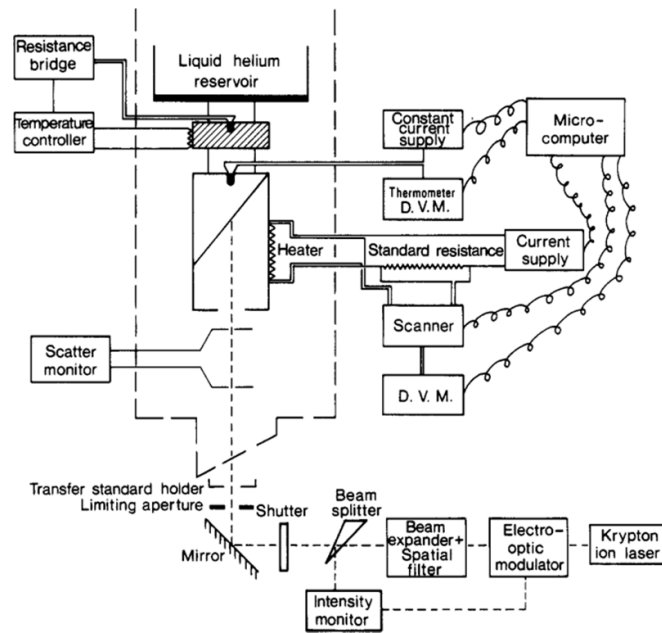 Resistance
bridge
Liquid helium
reservoir
Temperature
controller
Constant
current
supply
Micro-
computer
Thermometer
D. V. M.
Heater
Standard resistance
Current
supply
Scanner
Scatter
monitor
D. V. M.
Transfer standard holder
Limiting aperture
Shutter
Beam
splitter
Mirror
Beam
expander+
Spatial
filter
Electro-
optic
modulator
Krypton
ion laser
Intensity
monitor